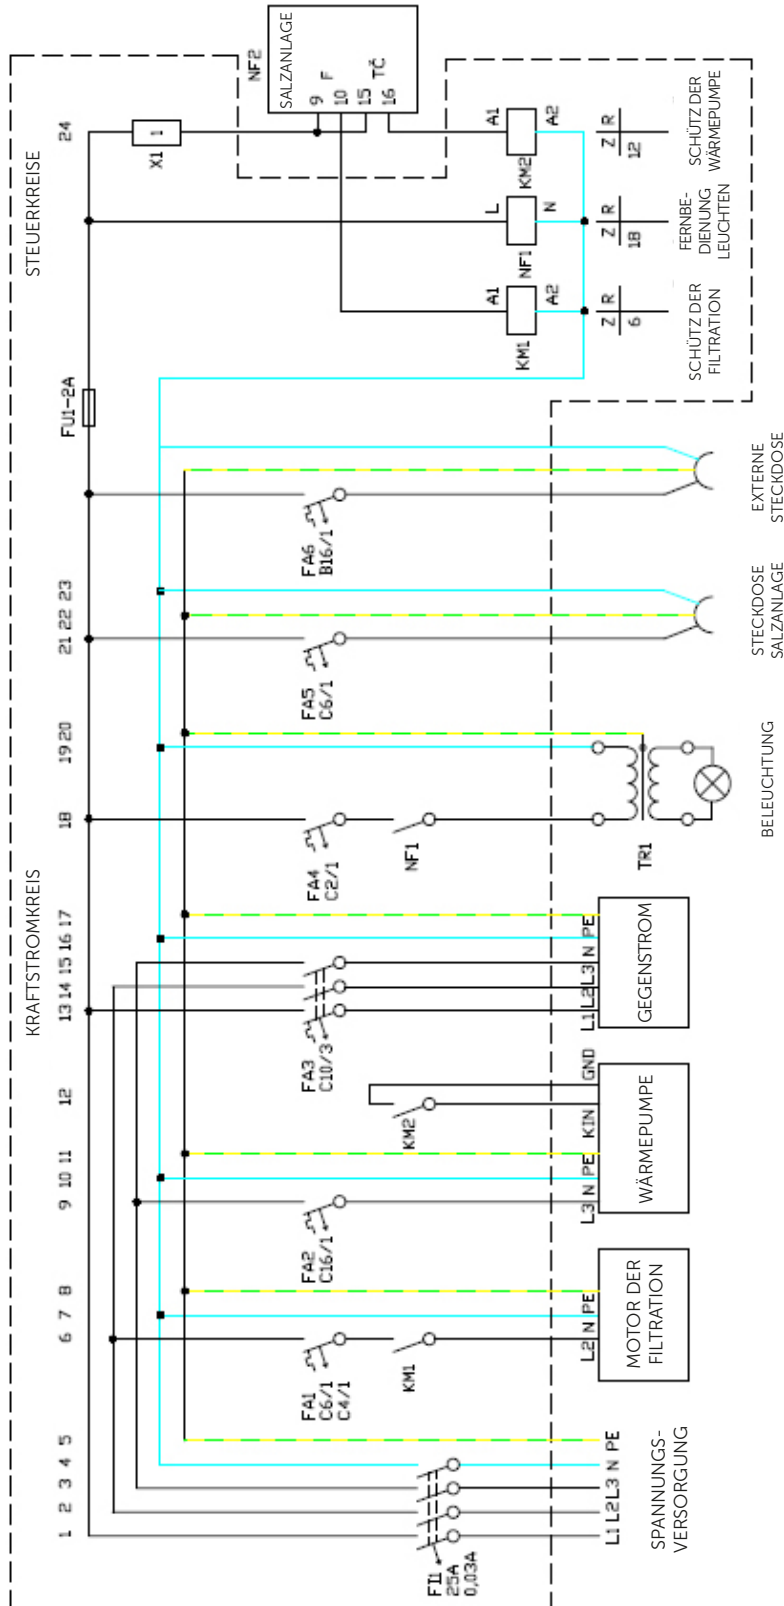 KRAFTSTROMKREIS
STEUERKREISE
1 2 3 4 5 6 7 8 9 10 11 12 13 14 15 16 17 18 19 20 21 22 23 24
FI1
25A
0,03A
L1 L2 L3 N PE
SPANNUNGS-
VERSORGUNG
FA1
C6/1
C4/1
KM1
L2 N PE
MOTOR DER
FILTRATION
FA2
C16/1
KM2
L3 N PE KIN GND
WÄRMEPUMPE
FA3
C10/3
L1 L2 L3 N PE
GEGENSTROM
FA4
C2/1
NF1
TR1
BELEUCHTUNG
FA5
C6/1
STECKDOSE
SALZANLAGE
FA6
B16/1
EXTERNE
STECKDOSE
FU1-2A
X1
1
NF2
SALZANLAGE
F
TČ
9 10 15 16
A1
KM1
A2
L
NF1
N
A1
KM2
A2
Z R
6
SCHÜTZ DER
FILTRATION
Z R
18
FERNBE-
DIENUNG
LEUCHTEN
Z R
12
SCHÜTZ DER
WÄRMEPUMPE